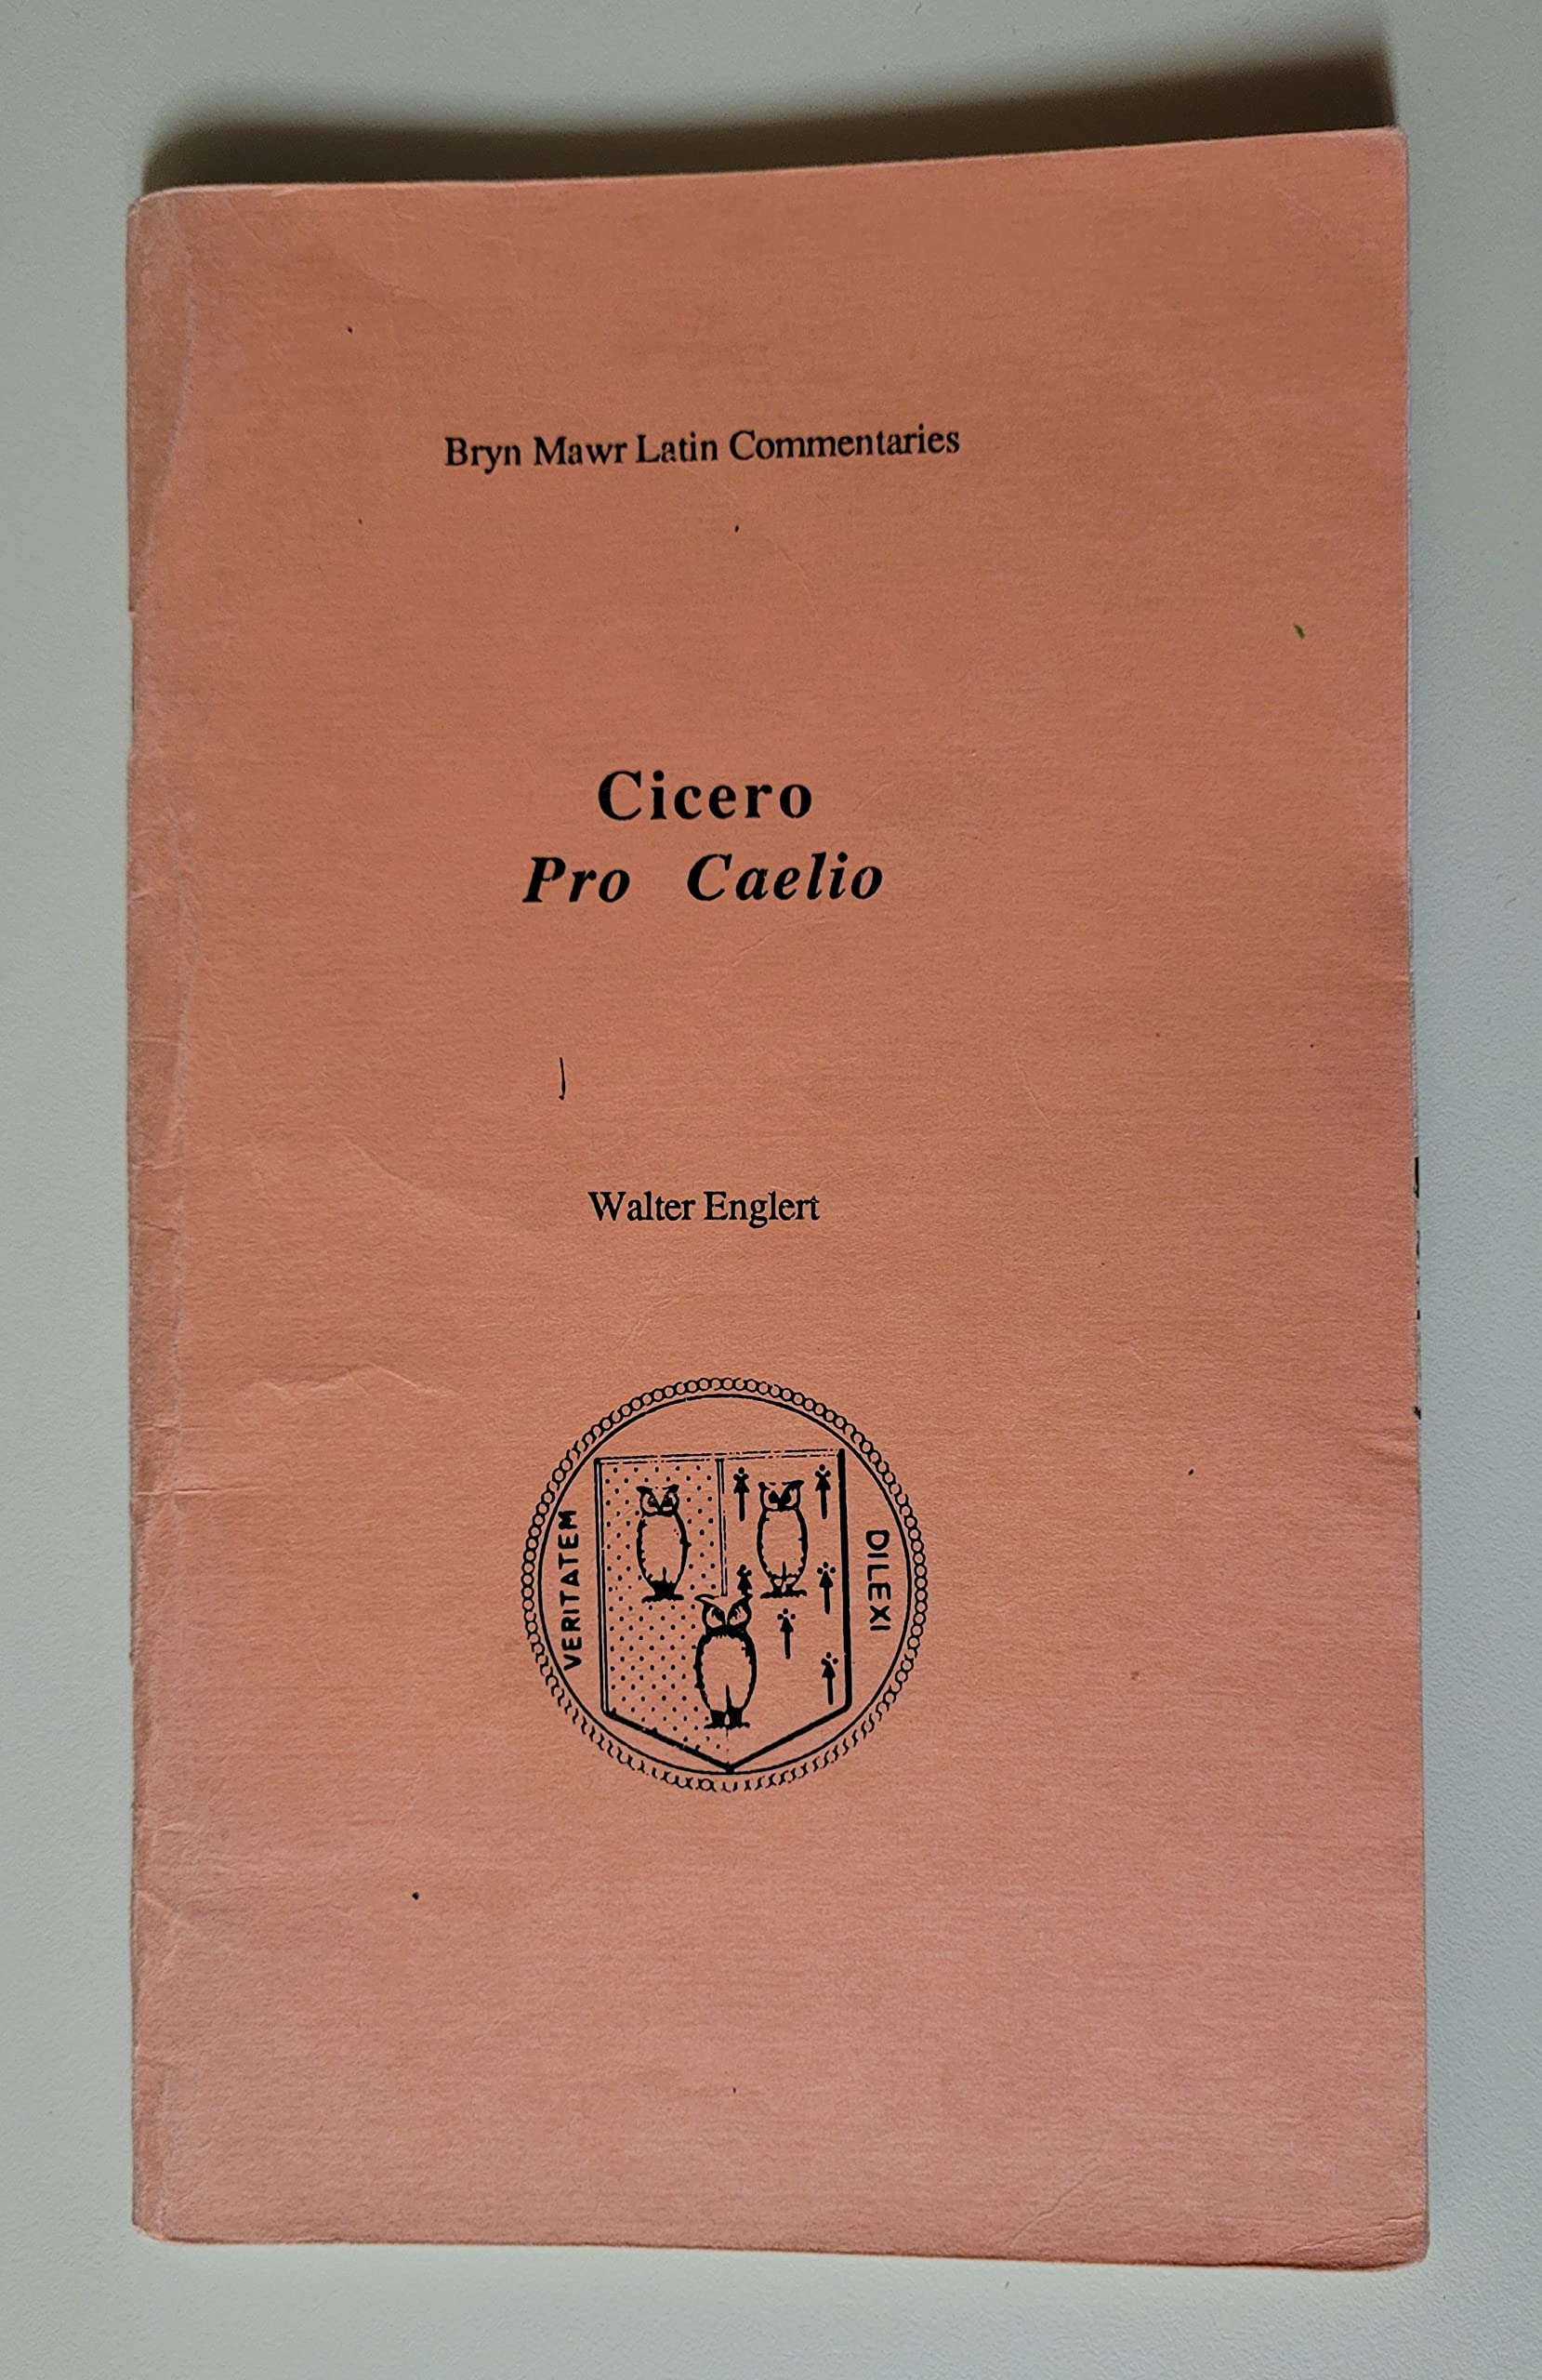 Bryn Mawr Latin Commentaries
Cicero
Pro Caelio
Walter Englert
VERITATEM
DILEXI